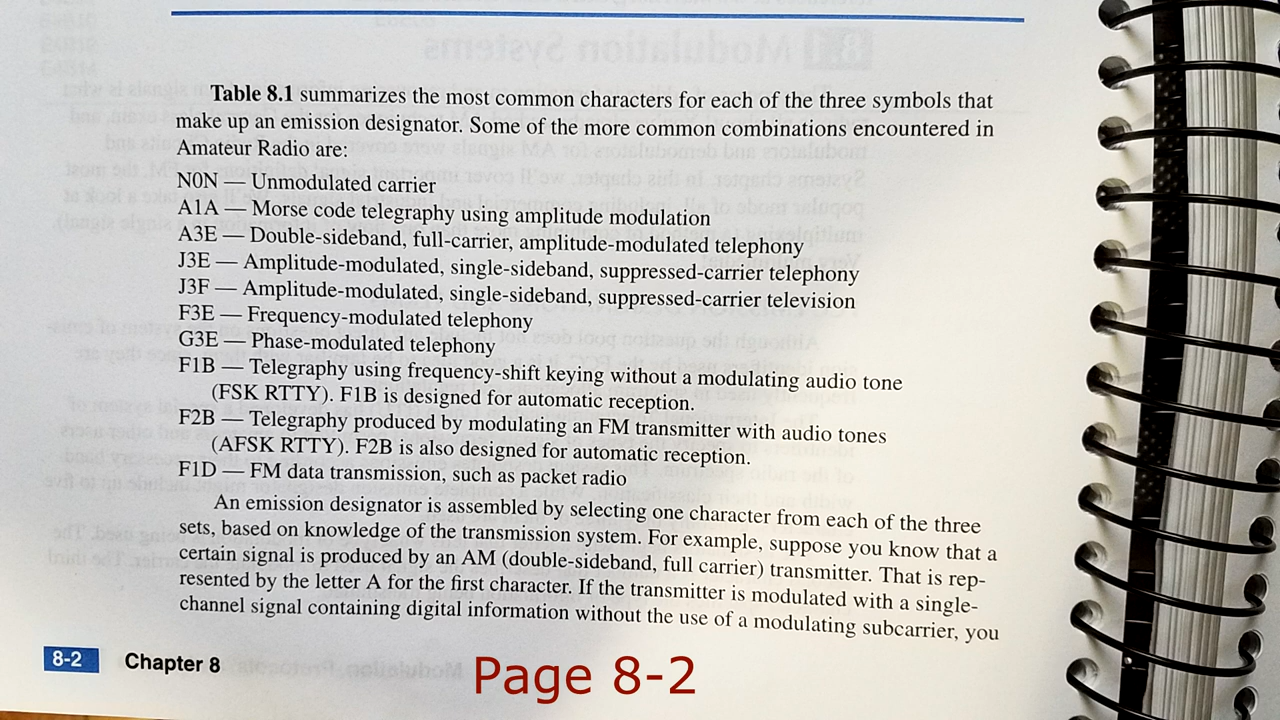 Table 8.1 summarizes the most common characters for each of the three symbols that
make up an emission designator. Some of the more common combinations encountered in
Amateur Radio are:
N0N — Unmodulated carrier
A1A — Morse code telegraphy using amplitude modulation
A3E — Double-sideband, full-carrier, amplitude-modulated telephony
J3E — Amplitude-modulated, single-sideband, suppressed-carrier telephony
J3F — Amplitude-modulated, single-sideband, suppressed-carrier television
F3E — Frequency-modulated telephony
G3E — Phase-modulated telephony
F1B — Telegraphy using frequency-shift keying without a modulating audio tone
(FSK RTTY). F1B is designed for automatic reception.
F2B — Telegraphy produced by modulating an FM transmitter with audio tones
(AFSK RTTY). F2B is also designed for automatic reception.
F1D — FM data transmission, such as packet radio
An emission designator is assembled by selecting one character from each of the three
sets, based on knowledge of the transmission system. For example, suppose you know that a
certain signal is produced by an AM (double-sideband, full carrier) transmitter. That is rep-
resented by the letter A for the first character. If the transmitter is modulated with a single-
channel signal containing digital information without the use of a modulating subcarrier, you
8-2 Chapter 8
Page 8-2